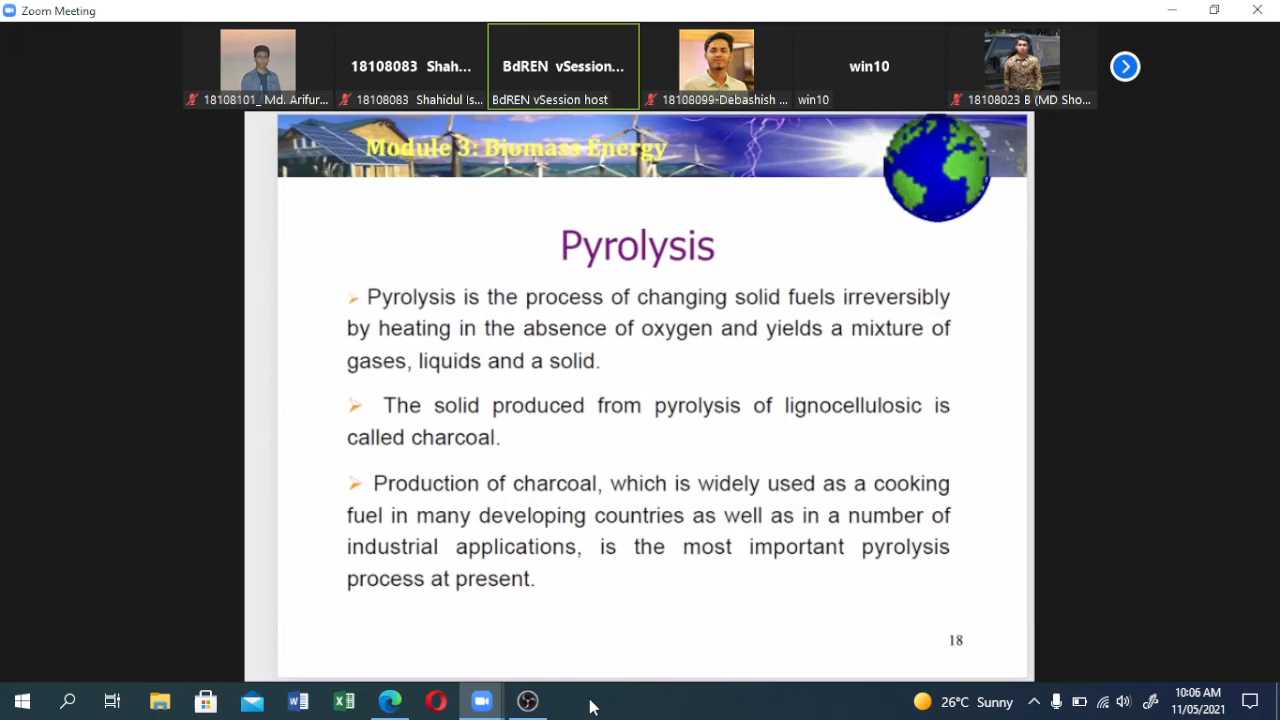 Zoom Meeting
18108083 Shah...
BdREN vSession...
win10
18108101_ Md. Arifur...
18108083 Shahidul Is...
BdREN vSession host
18108099-Debashish ...
win10
18108023 B (MD Sho...
Module 3: Biomass Energy
Pyrolysis
➢ Pyrolysis is the process of changing solid fuels irreversibly
by heating in the absence of oxygen and yields a mixture of
gases, liquids and a solid.
➢ The solid produced from pyrolysis of lignocellulosic is
called charcoal.
➢ Production of charcoal, which is widely used as a cooking
fuel in many developing countries as well as in a number of
industrial applications, is the most important pyrolysis
process at present.
18
26°C Sunny
10:06 AM
11/05/2021